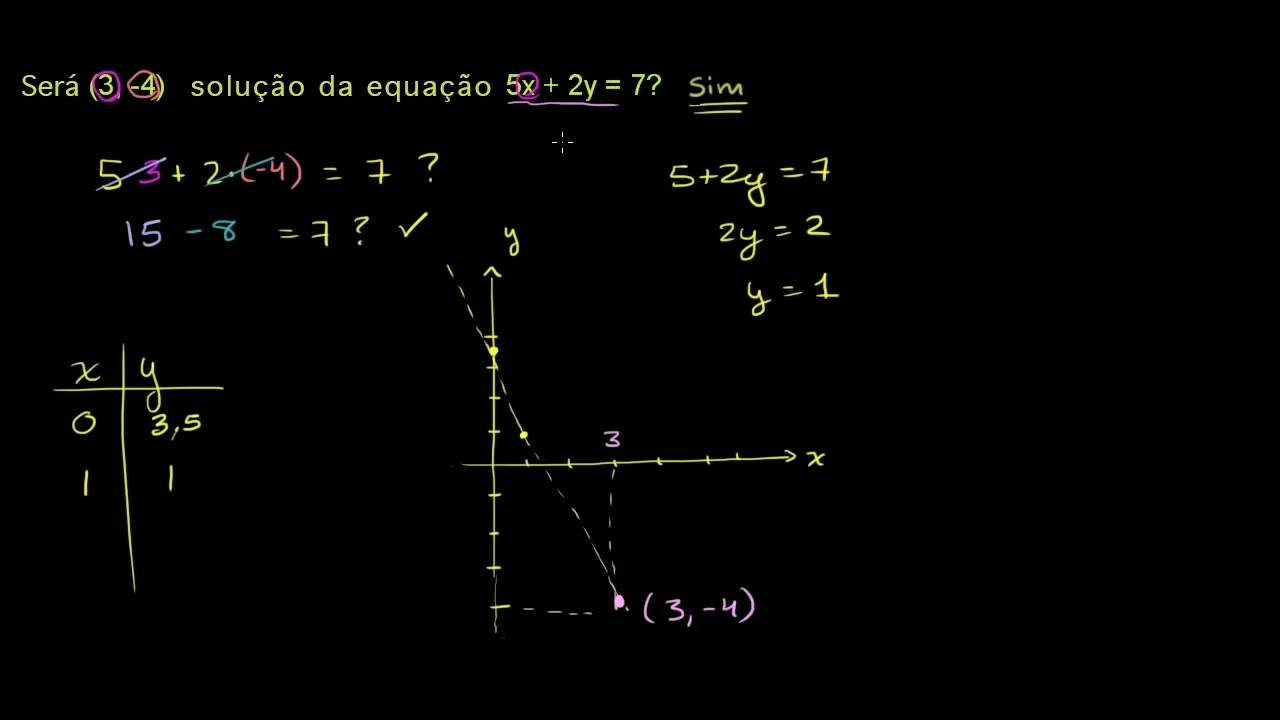 Será (3, -4) solução da equação 5x + 2y = 7? Sim
5·3 + 2·(-4) = 7 ?
15 - 8 = 7 ? ✓
5+2y = 7
2y = 2
y = 1
x y
0 3,5
1 1
y
3
x
(3, -4)